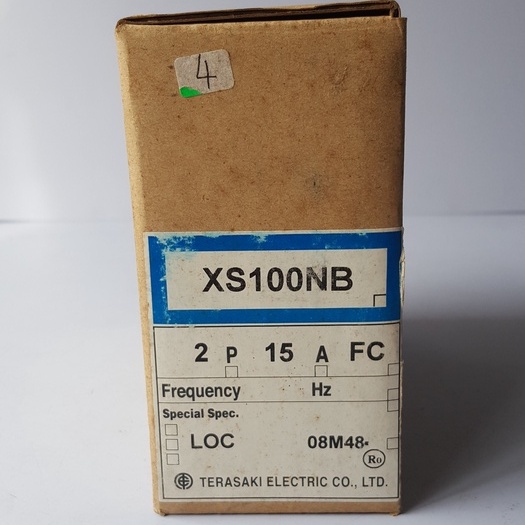 4
XS100NB
2 P 15 A FC
Frequency Hz
Special Spec.
LOC 08M48-
Ro
TERASAKI ELECTRIC CO., LTD.